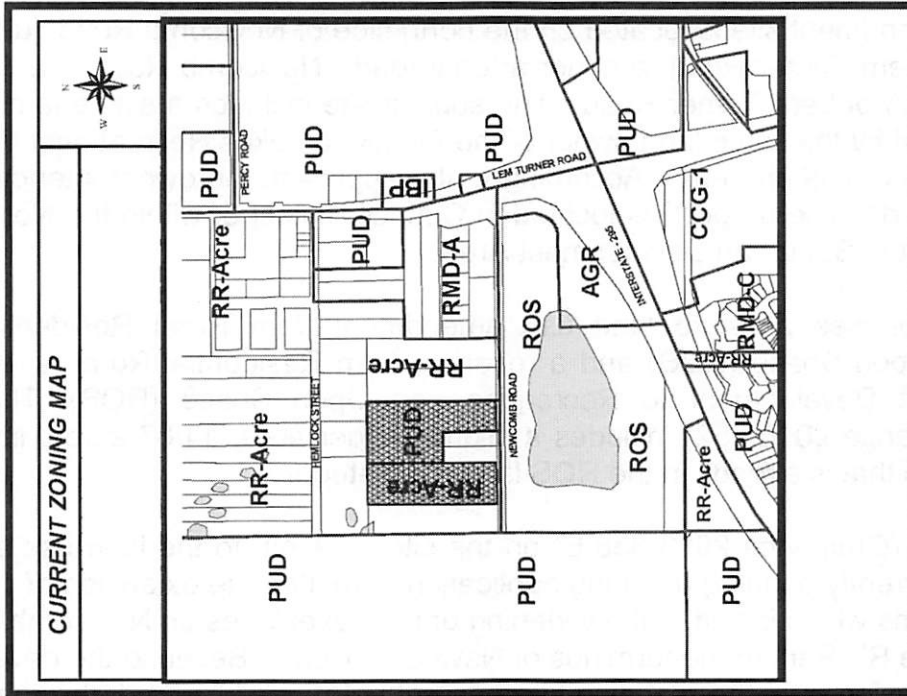 CURRENT ZONING MAP
N
W
E
S
RR-Acre
PUD
PERCY ROAD
RR-Acre
PUD
HEMLOCK STREET
PUD
PUD
RR-Acre
PUD
IBP
RR-Acre
RMD-A
PUD
LEM TURNER ROAD
NEWCOMB ROAD
PUD
ROS
AGR
PUD
ROS
INTERSTATE - 295
RR-Acre
CCG-1
PUD
PUD
RR-Acre
RMD-C